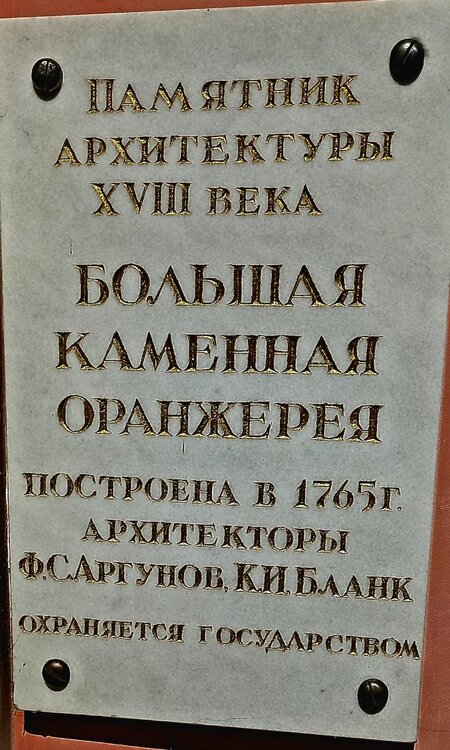 ПАМЯТНИК
АРХИТЕКТУРЫ
XVIII ВЕКА
БОЛЬШАЯ
КАМЕННАЯ
ОРАНЖЕРЕЯ
ПОСТРОЕНА В 1765г.
АРХИТЕКТОРЫ
Ф.С.АРГУНОВ, К.И.БЛАНК
ОХРАНЯЕТСЯ ГОСУДАРСТВОМ